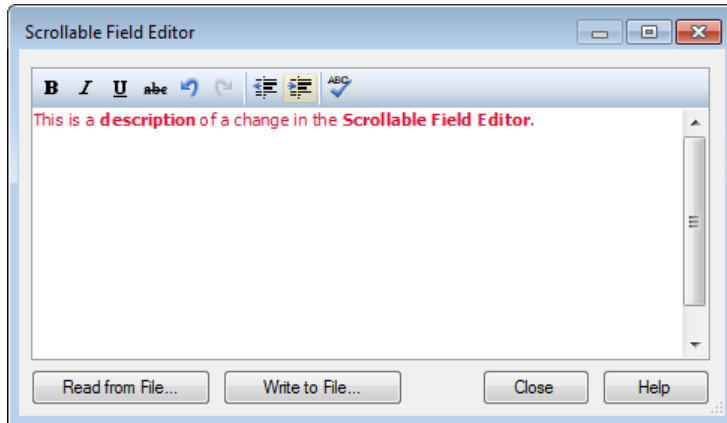 Scrollable Field Editor
B I U abc ABC
This is a description of a change in the Scrollable Field Editor.
Read from File... Write to File... Close Help